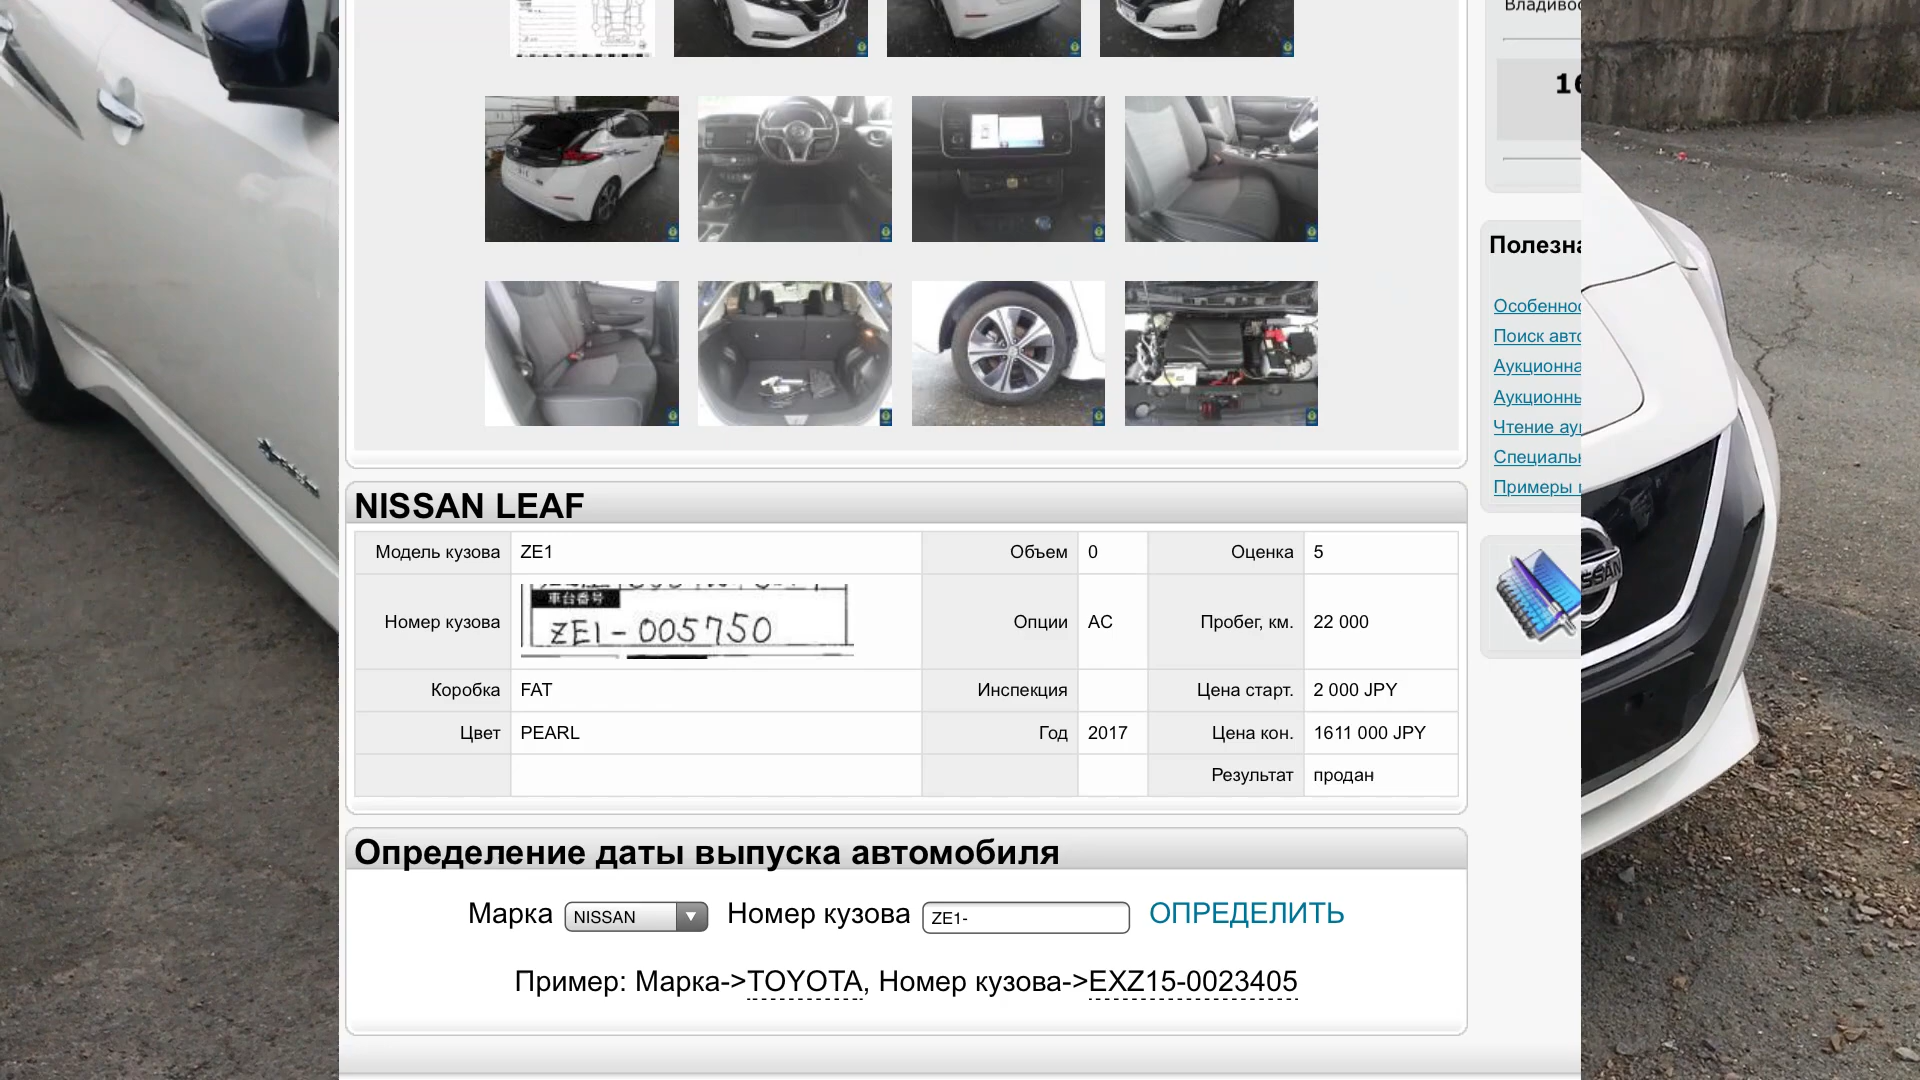 Полезна
Особеннос
Поиск авто
Аукционна
Аукционны
Чтение ау
Специальн
Примеры
NISSAN LEAF
Модель кузова ZE1 Объем 0 Оценка 5
Номер кузова 車台番号 ZE1-005750 Опции AC Пробег, км. 22 000
Коробка FAT Инспекция Цена старт. 2 000 JPY
Цвет PEARL Год 2017 Цена кон. 1611 000 JPY
Результат продан
Определение даты выпуска автомобиля
Марка NISSAN Номер кузова ZE1- ОПРЕДЕЛИТЬ
Пример: Марка->TOYOTA, Номер кузова->EXZ15-0023405